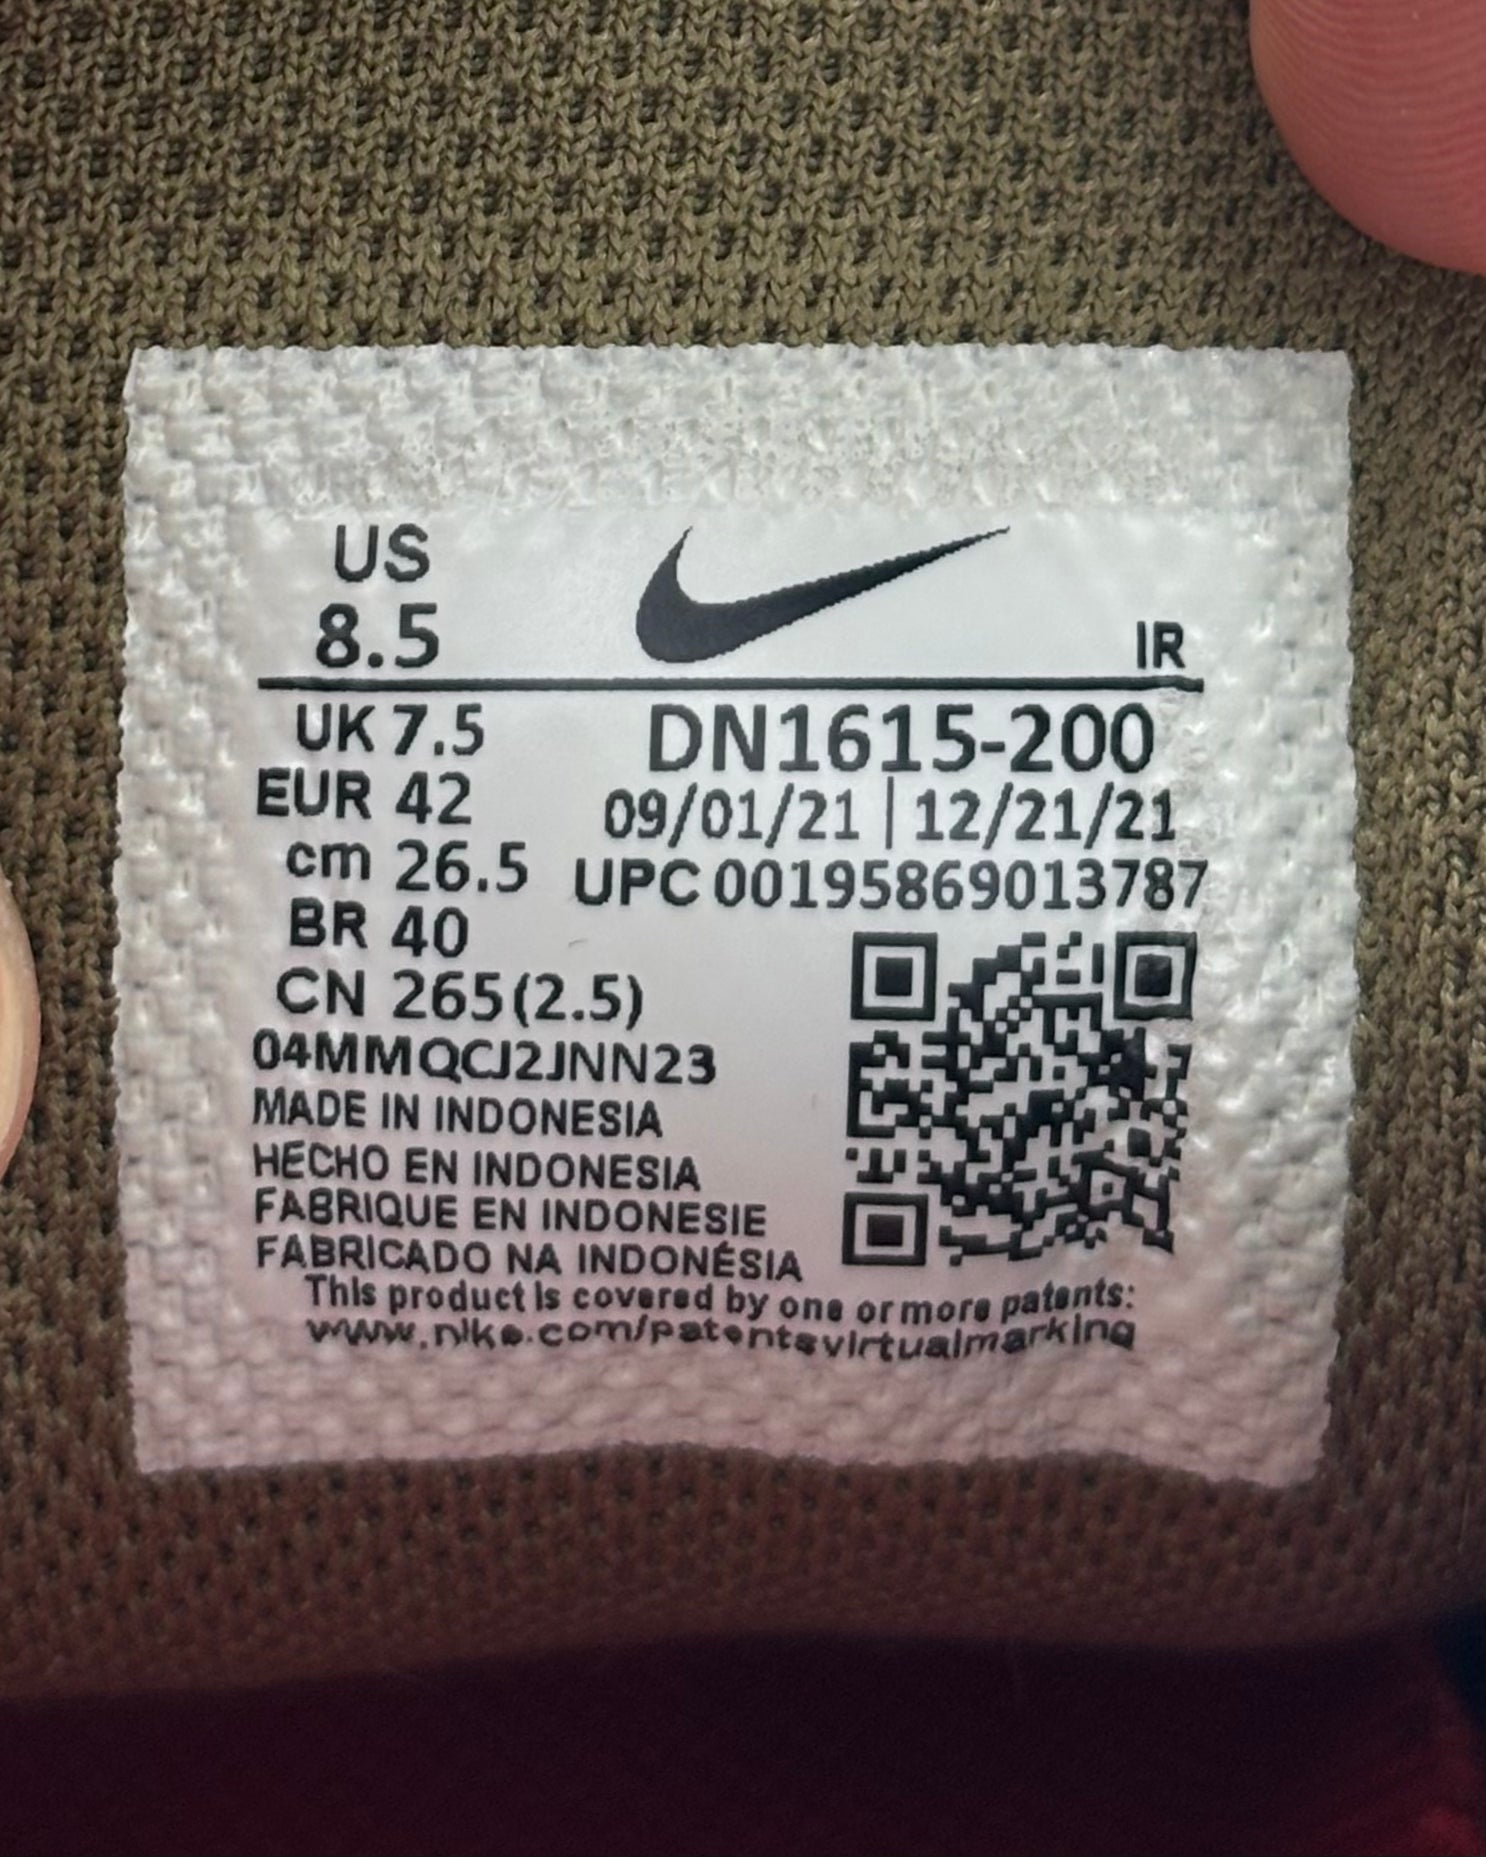 US
8.5
IR
UK 7.5
DN1615-200
EUR 42
09/01/21 | 12/21/21
cm 26.5
UPC 00195869013787
BR 40
CN 265(2.5)
04MMQCJ2JNN23
MADE IN INDONESIA
HECHO EN INDONESIA
FABRIQUE EN INDONESIE
FABRICADO NA INDONÉSIA
This product is covered by one or more patents:
www.nike.com/patentsvirtualmarking